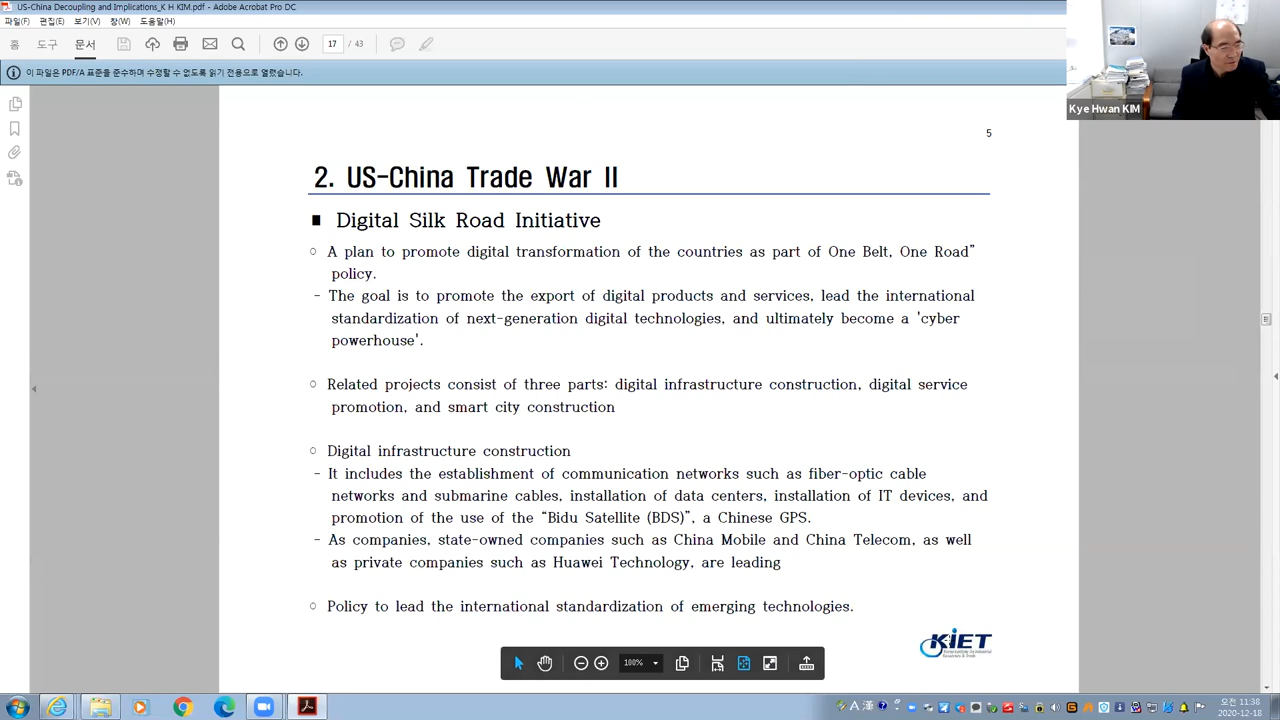 US-China Decoupling and Implications_K H KIM.pdf - Adobe Acrobat Pro DC
파일(F) 편집(E) 보기(V) 창(W) 도움말(H)
홈 도구 문서 17 / 43
이 파일은 PDF/A 표준을 준수하며 수정할 수 없도록 읽기 전용으로 열렸습니다.
Kye Hwan KIM
5
2. US-China Trade War II
■ Digital Silk Road Initiative
○ A plan to promote digital transformation of the countries as part of One Belt, One Road”
policy.
- The goal is to promote the export of digital products and services, lead the international
standardization of next-generation digital technologies, and ultimately become a 'cyber
powerhouse'.
○ Related projects consist of three parts: digital infrastructure construction, digital service
promotion, and smart city construction
○ Digital infrastructure construction
- It includes the establishment of communication networks such as fiber-optic cable
networks and submarine cables, installation of data centers, installation of IT devices, and
promotion of the use of the “Bidu Satellite (BDS)”, a Chinese GPS.
- As companies, state-owned companies such as China Mobile and China Telecom, as well
as private companies such as Huawei Technology, are leading
○ Policy to lead the international standardization of emerging technologies.
KIET
100%
A 漢
오전 11:38
2020-12-18